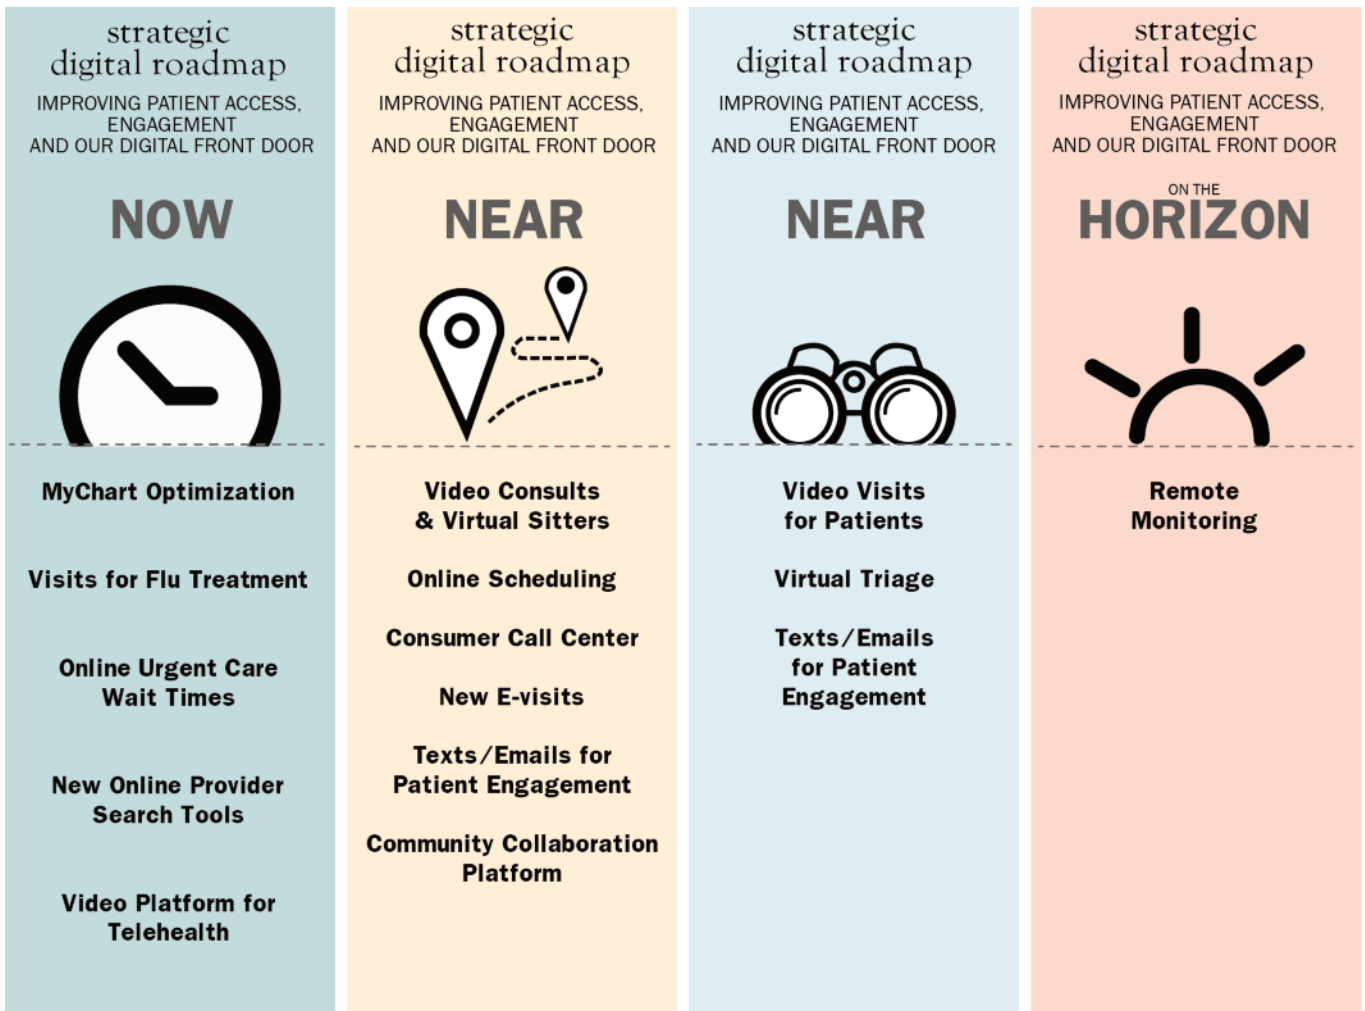 strategic
digital roadmap
IMPROVING PATIENT ACCESS,
ENGAGEMENT
AND OUR DIGITAL FRONT DOOR
NOW
MyChart Optimization
Visits for Flu Treatment
Online Urgent Care
Wait Times
New Online Provider
Search Tools
Video Platform for
Telehealth
strategic
digital roadmap
IMPROVING PATIENT ACCESS,
ENGAGEMENT
AND OUR DIGITAL FRONT DOOR
NEAR
Video Consults
& Virtual Sitters
Online Scheduling
Consumer Call Center
New E-visits
Texts/Emails for
Patient Engagement
Community Collaboration
Platform
strategic
digital roadmap
IMPROVING PATIENT ACCESS,
ENGAGEMENT
AND OUR DIGITAL FRONT DOOR
NEAR
Video Visits
for Patients
Virtual Triage
Texts/Emails
for Patient
Engagement
strategic
digital roadmap
IMPROVING PATIENT ACCESS,
ENGAGEMENT
AND OUR DIGITAL FRONT DOOR
ON THE
HORIZON
Remote
Monitoring